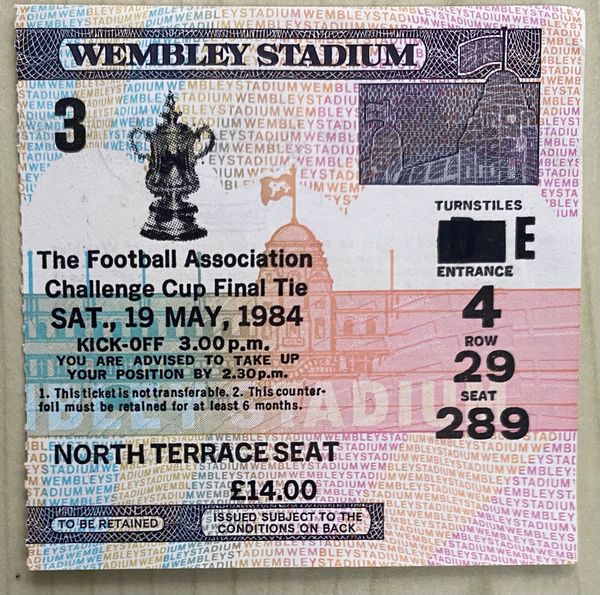 WEMBLEY STADIUM
3
TURNSTILES
E
ENTRANCE
4
ROW
29
SEAT
289
The Football Association
Challenge Cup Final Tie
SAT., 19 MAY, 1984
KICK-OFF 3.00 p.m.
YOU ARE ADVISED TO TAKE UP
YOUR POSITION BY 2.30 p.m.
1. This ticket is not transferable. 2. This counter-
foil must be retained for at least 6 months.
NORTH TERRACE SEAT
£14.00
TO BE RETAINED
ISSUED SUBJECT TO THE
CONDITIONS ON BACK